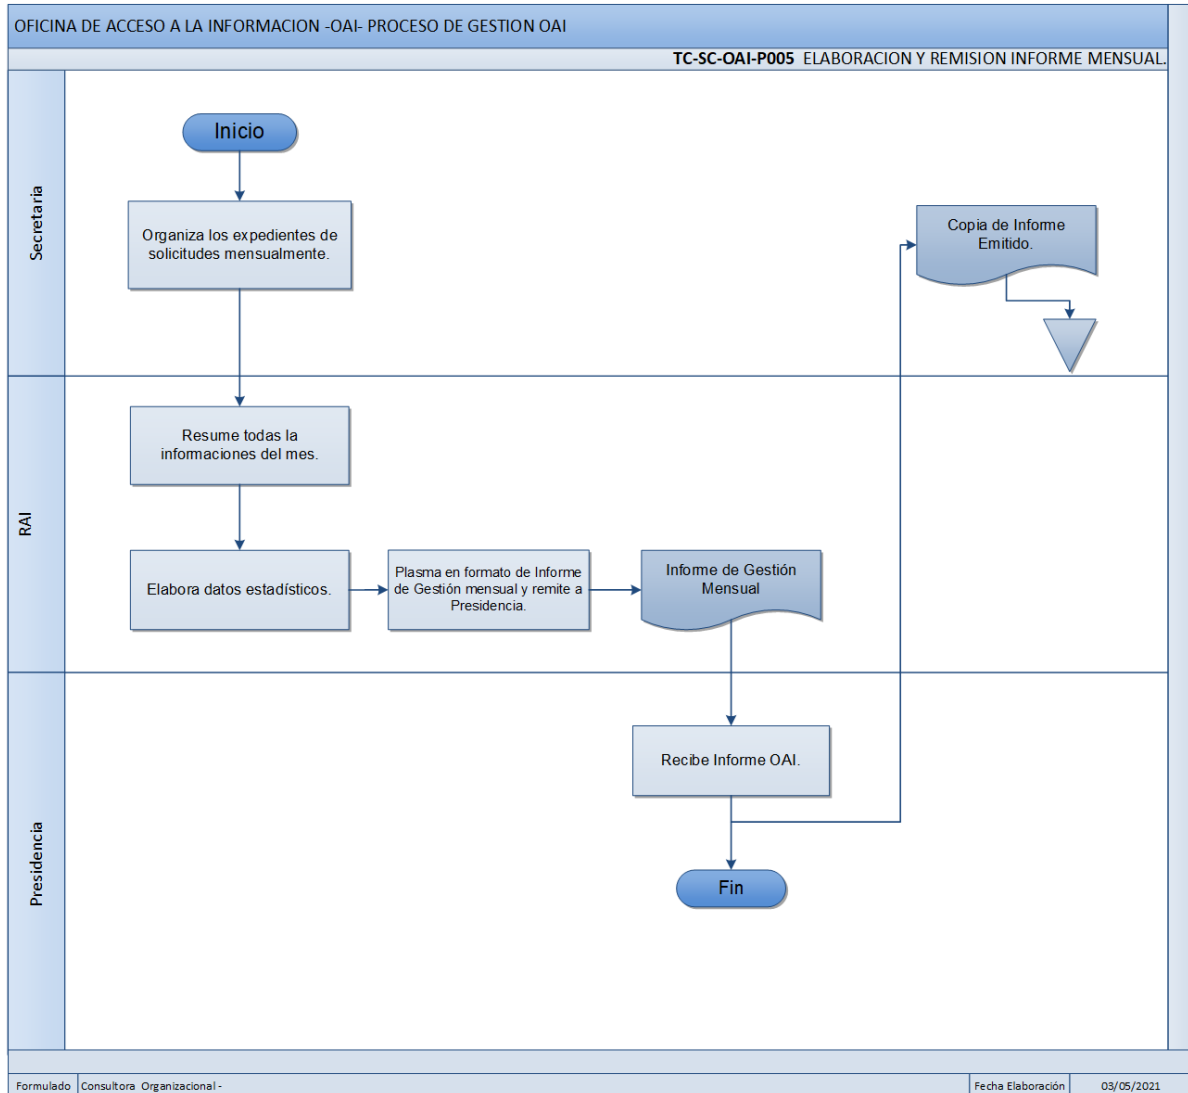 OFICINA DE ACCESO A LA INFORMACION -OAI- PROCESO DE GESTION OAI
TC-SC-OAI-P005 ELABORACION Y REMISION INFORME MENSUAL.
Secretaria
Inicio
Organiza los expedientes de
solicitudes mensualmente.
Copia de Informe
Emitido.
RAI
Resume todas la
informaciones del mes.
Elabora datos estadísticos.
Plasma en formato de Informe
de Gestión mensual y remite a
Presidencia.
Informe de Gestión
Mensual
Presidencia
Recibe Informe OAI.
Fin
Formulado
Consultora Organizacional -
Fecha Elaboración
03/05/2021